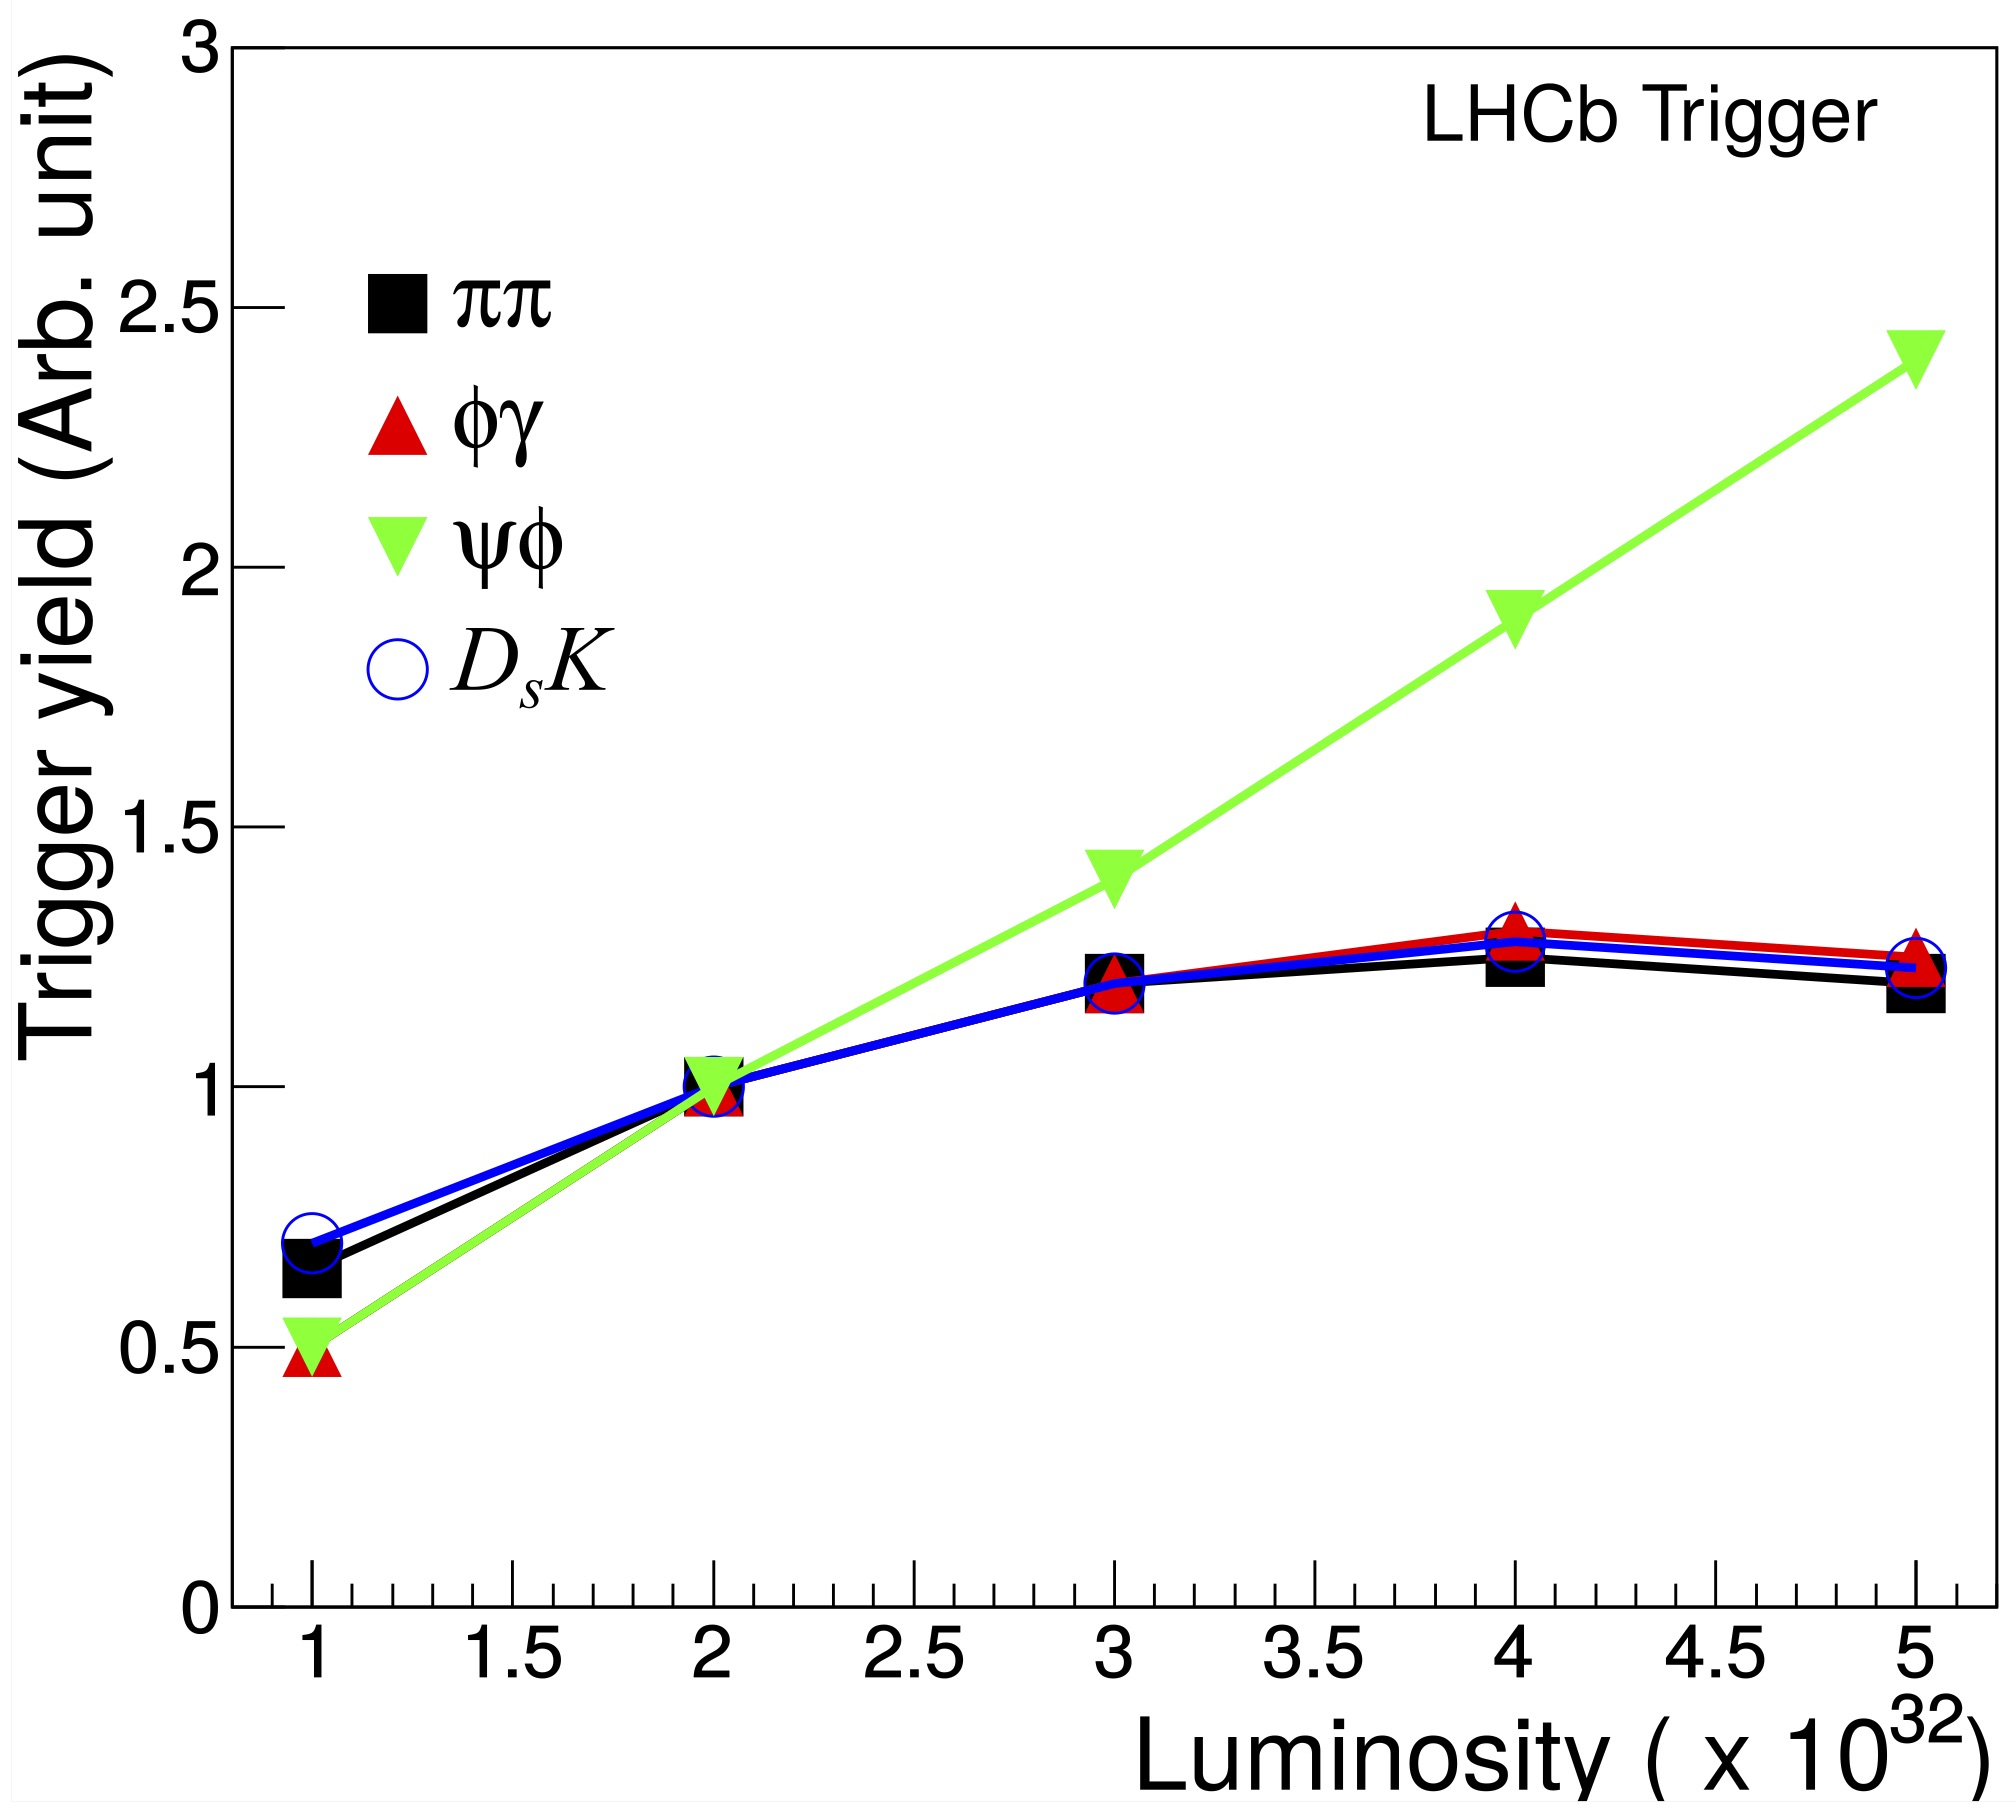 Trigger yield (Arb. unit)
LHCb Trigger
3
2.5
2
1.5
1
0.5
0
ππ
ϕγ
ψϕ
DₛK
1 1.5 2 2.5 3 3.5 4 4.5 5
Luminosity ( x 10³²)